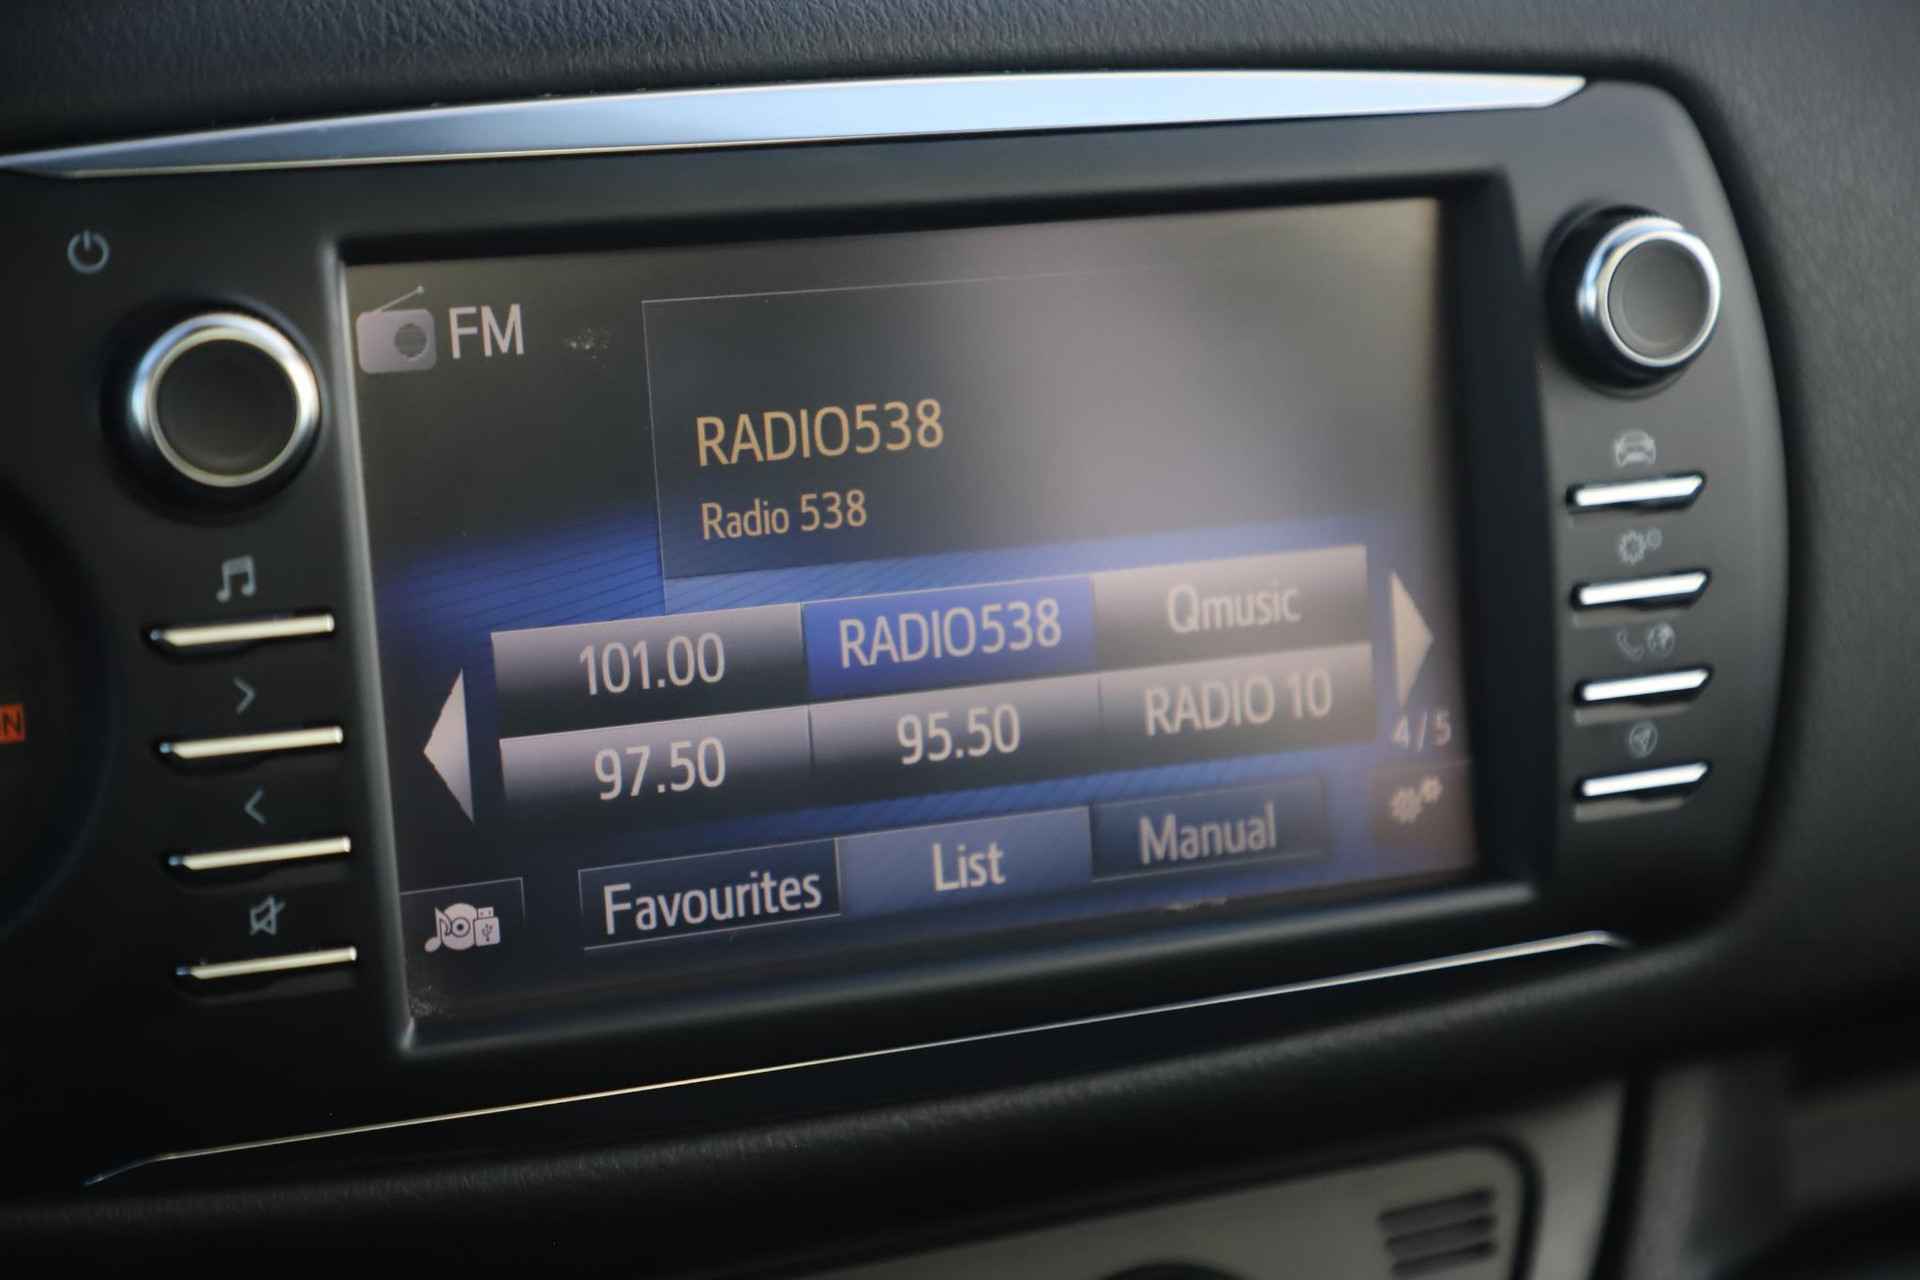 FM
RADIO538
Radio 538
101.00 RADIO538 Qmusic
97.50 95.50 RADIO 10
4/5
Favourites List Manual
N